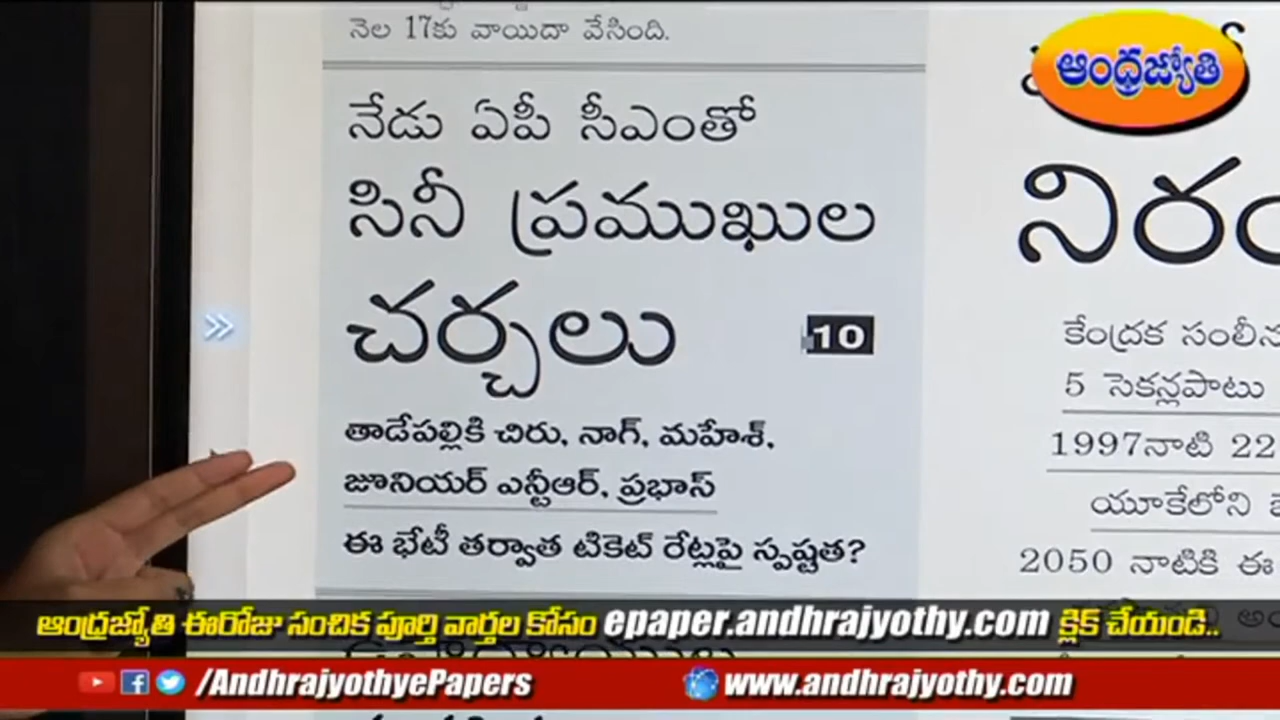 నెల 17కు వాయిదా వేసింది.
నేడు ఏపీ సీఎంతో
సినీ ప్రముఖుల
చర్చలు
10
తాడేపల్లికి చిరు, నాగ్, మహేశ్,
జూనియర్ ఎన్టీఆర్, ప్రభాస్
ఈ భేటీ తర్వాత టికెట్ రేట్లపై స్పష్టత?
ఆంధ్రజ్యోతి
నిరం
కేంద్రక సంలీన
5 సెకన్లపాటు
1997నాటి 22
యూకేలోని
2050 నాటికి ఈ
ఆంధ్రజ్యోతి ఈరోజు సంచిక పూర్తి వార్తల కోసం epaper.andhrajyothy.com క్లిక్ చేయండి..
/AndhrajyothyePapers
www.andhrajyothy.com